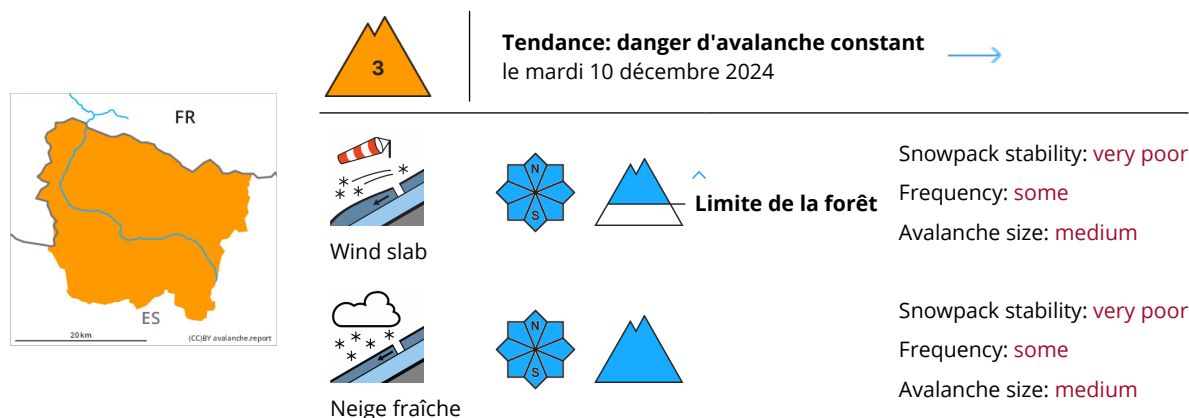 3
Tendance: danger d'avalanche constant
le mardi 10 décembre 2024
FR
ES
20 km
(CC)BY avalanche.report
N
S
Limite de la forêt
Snowpack stability: very poor
Frequency: some
Avalanche size: medium
Wind slab
N
S
Snowpack stability: very poor
Frequency: some
Avalanche size: medium
Neige fraîche